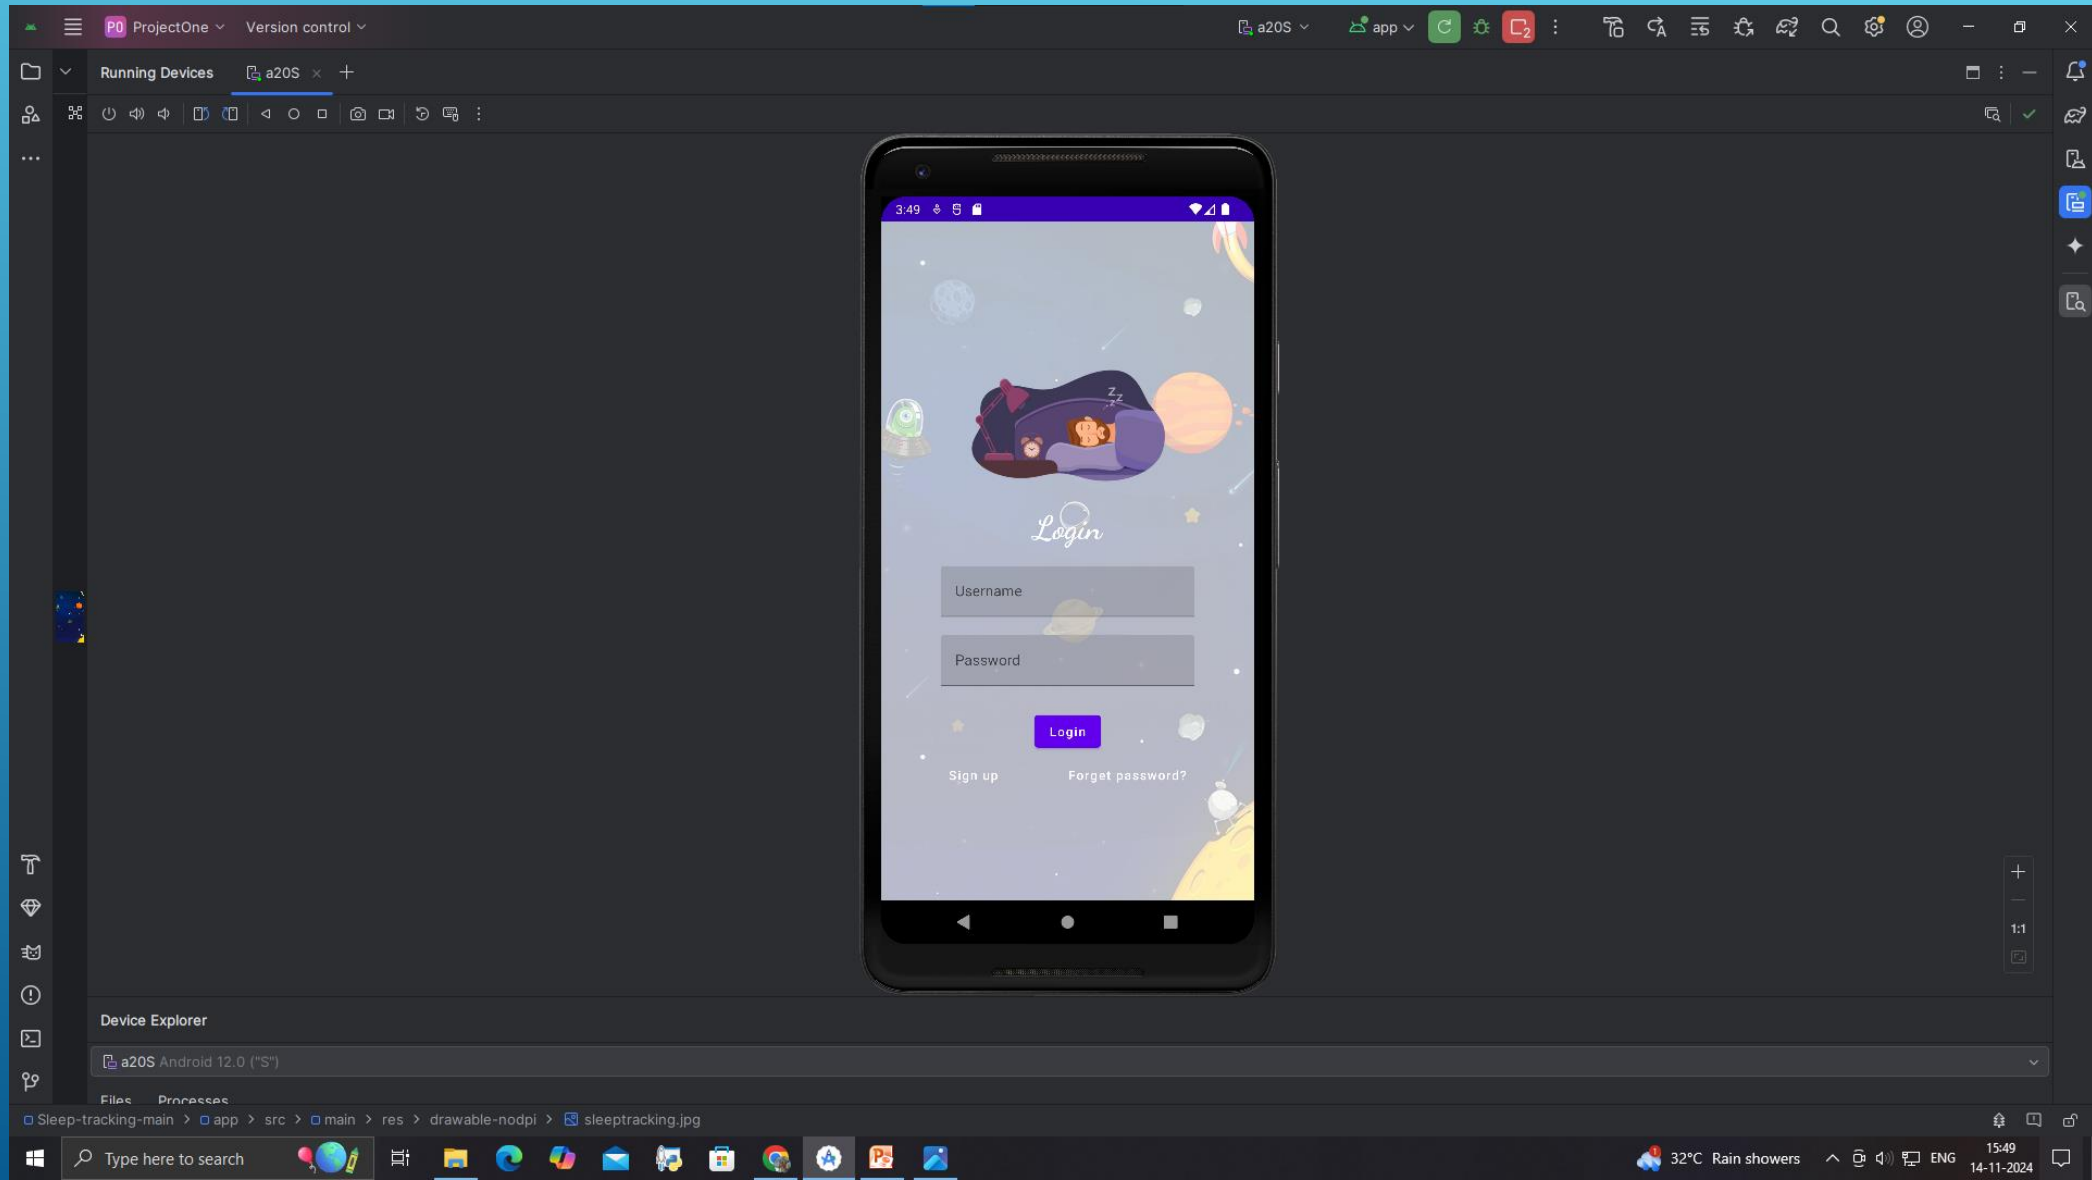 P0 ProjectOne Version control a20S app
Running Devices a20S
3:49
Login
Username
Password
Login
Sign up Forget password?
1:1
Device Explorer
a20S Android 12.0 ("S")
Files Processes
Sleep-tracking-main > app > src > main > res > drawable-nodpi > sleeptracking.jpg
Type here to search 32°C Rain showers ENG 15:49
14-11-2024